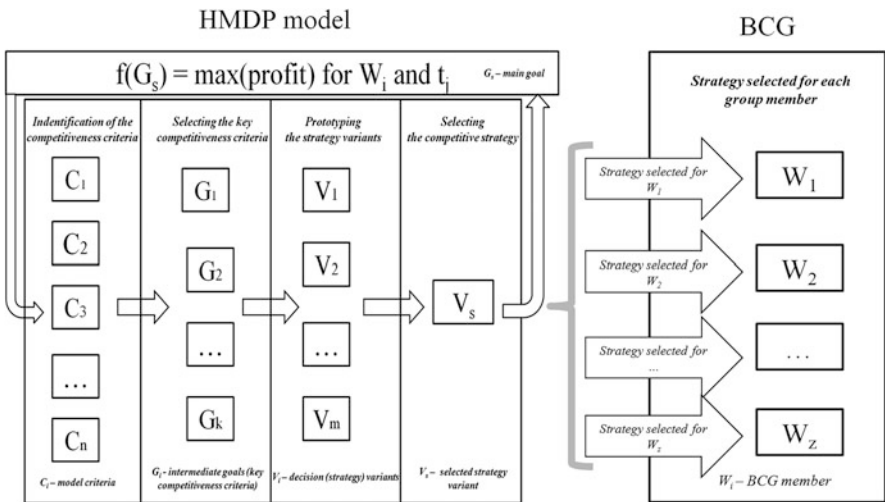 HMDP model
f(Gs) = max(profit) for Wi and tj
Gs – main goal
Indentification of the
competitiveness criteria
C1
C2
C3
...
Cn
Ci – model criteria
Selecting the key
competitiveness criteria
G1
G2
...
Gk
Gi - intermediate goals (key
competitiveness criteria)
Prototyping
the strategy variants
V1
V2
...
Vm
Vi – decision (strategy) variants
Selecting
the competitive strategy
Vs
Vs – selected strategy
variant
BCG
Strategy selected for each
group member
Strategy selected for
W1
W1
Strategy selected for
W2
W2
Strategy selected for
...
...
Strategy selected for
Wz
Wz
Wi – BCG member